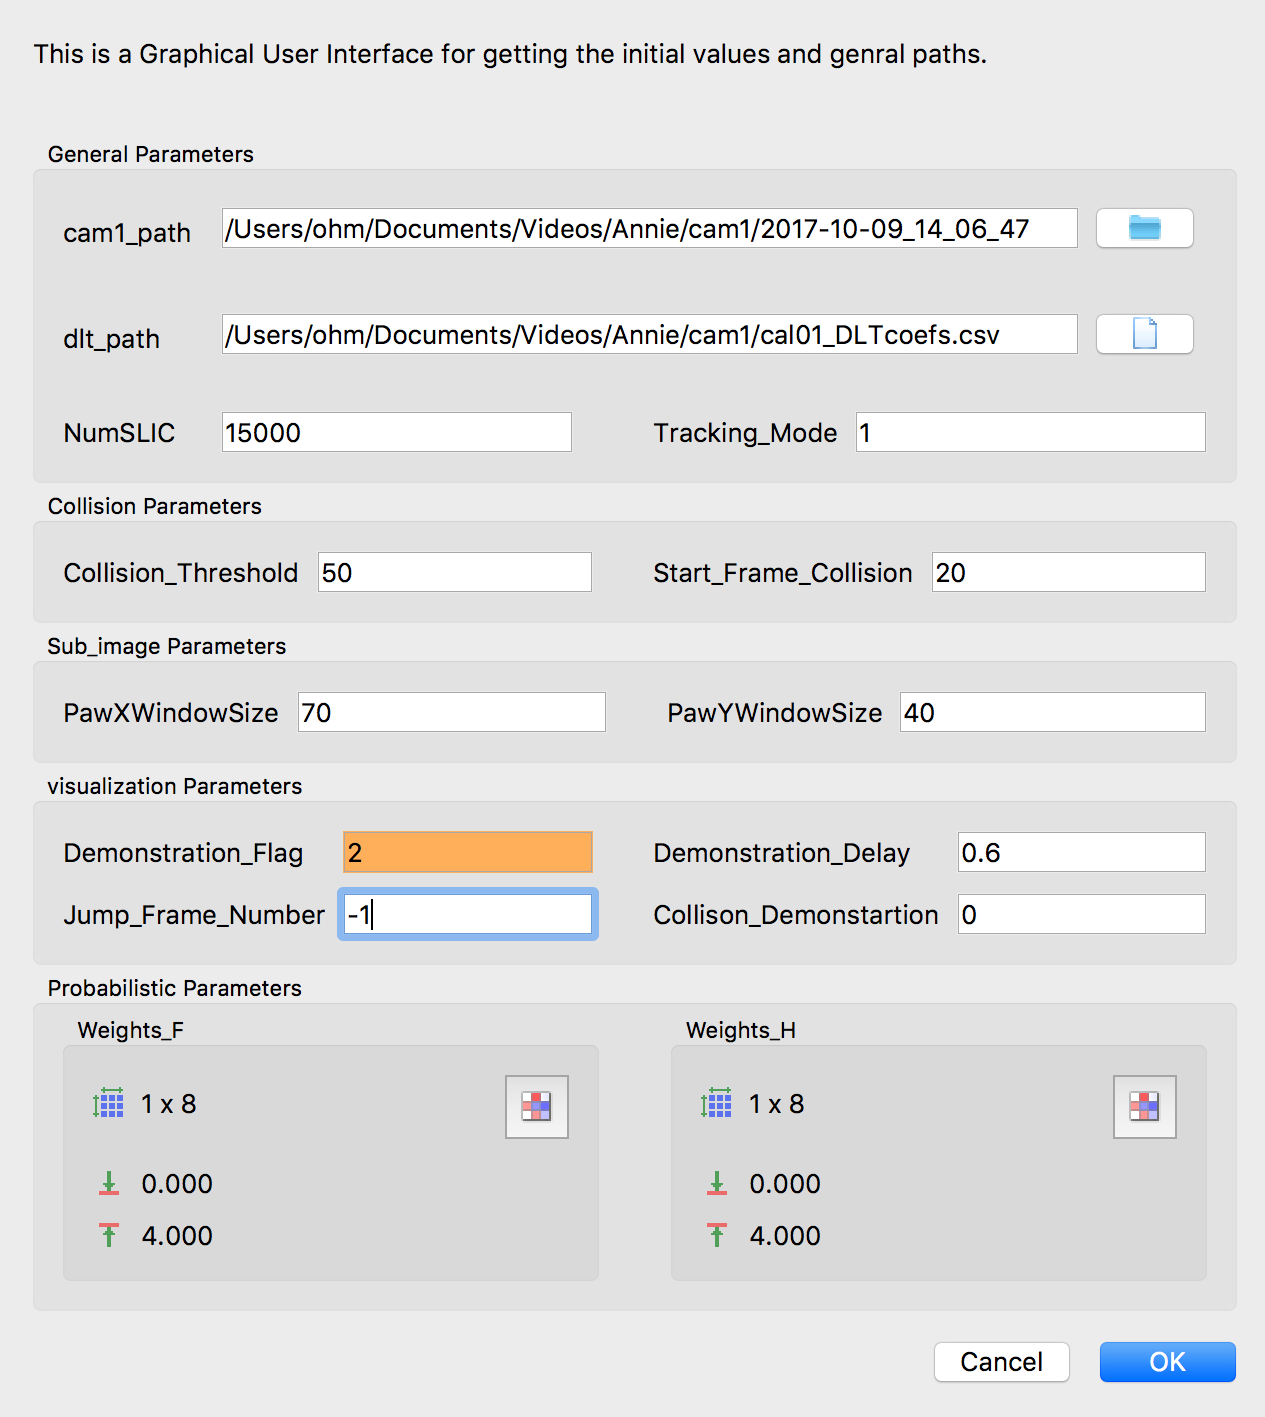 This is a Graphical User Interface for getting the initial values and genral paths.
General Parameters
cam1_path /Users/ohm/Documents/Videos/Annie/cam1/2017-10-09_14_06_47
dlt_path /Users/ohm/Documents/Videos/Annie/cam1/cal01_DLTcoefs.csv
NumSLIC 15000 Tracking_Mode 1
Collision Parameters
Collision_Threshold 50 Start_Frame_Collision 20
Sub_image Parameters
PawXWindowSize 70 PawYWindowSize 40
visualization Parameters
Demonstration_Flag 2 Demonstration_Delay 0.6
Jump_Frame_Number -1 Collison_Demonstartion 0
Probabilistic Parameters
Weights_F Weights_H
1 x 8 1 x 8
0.000 0.000
4.000 4.000
Cancel OK